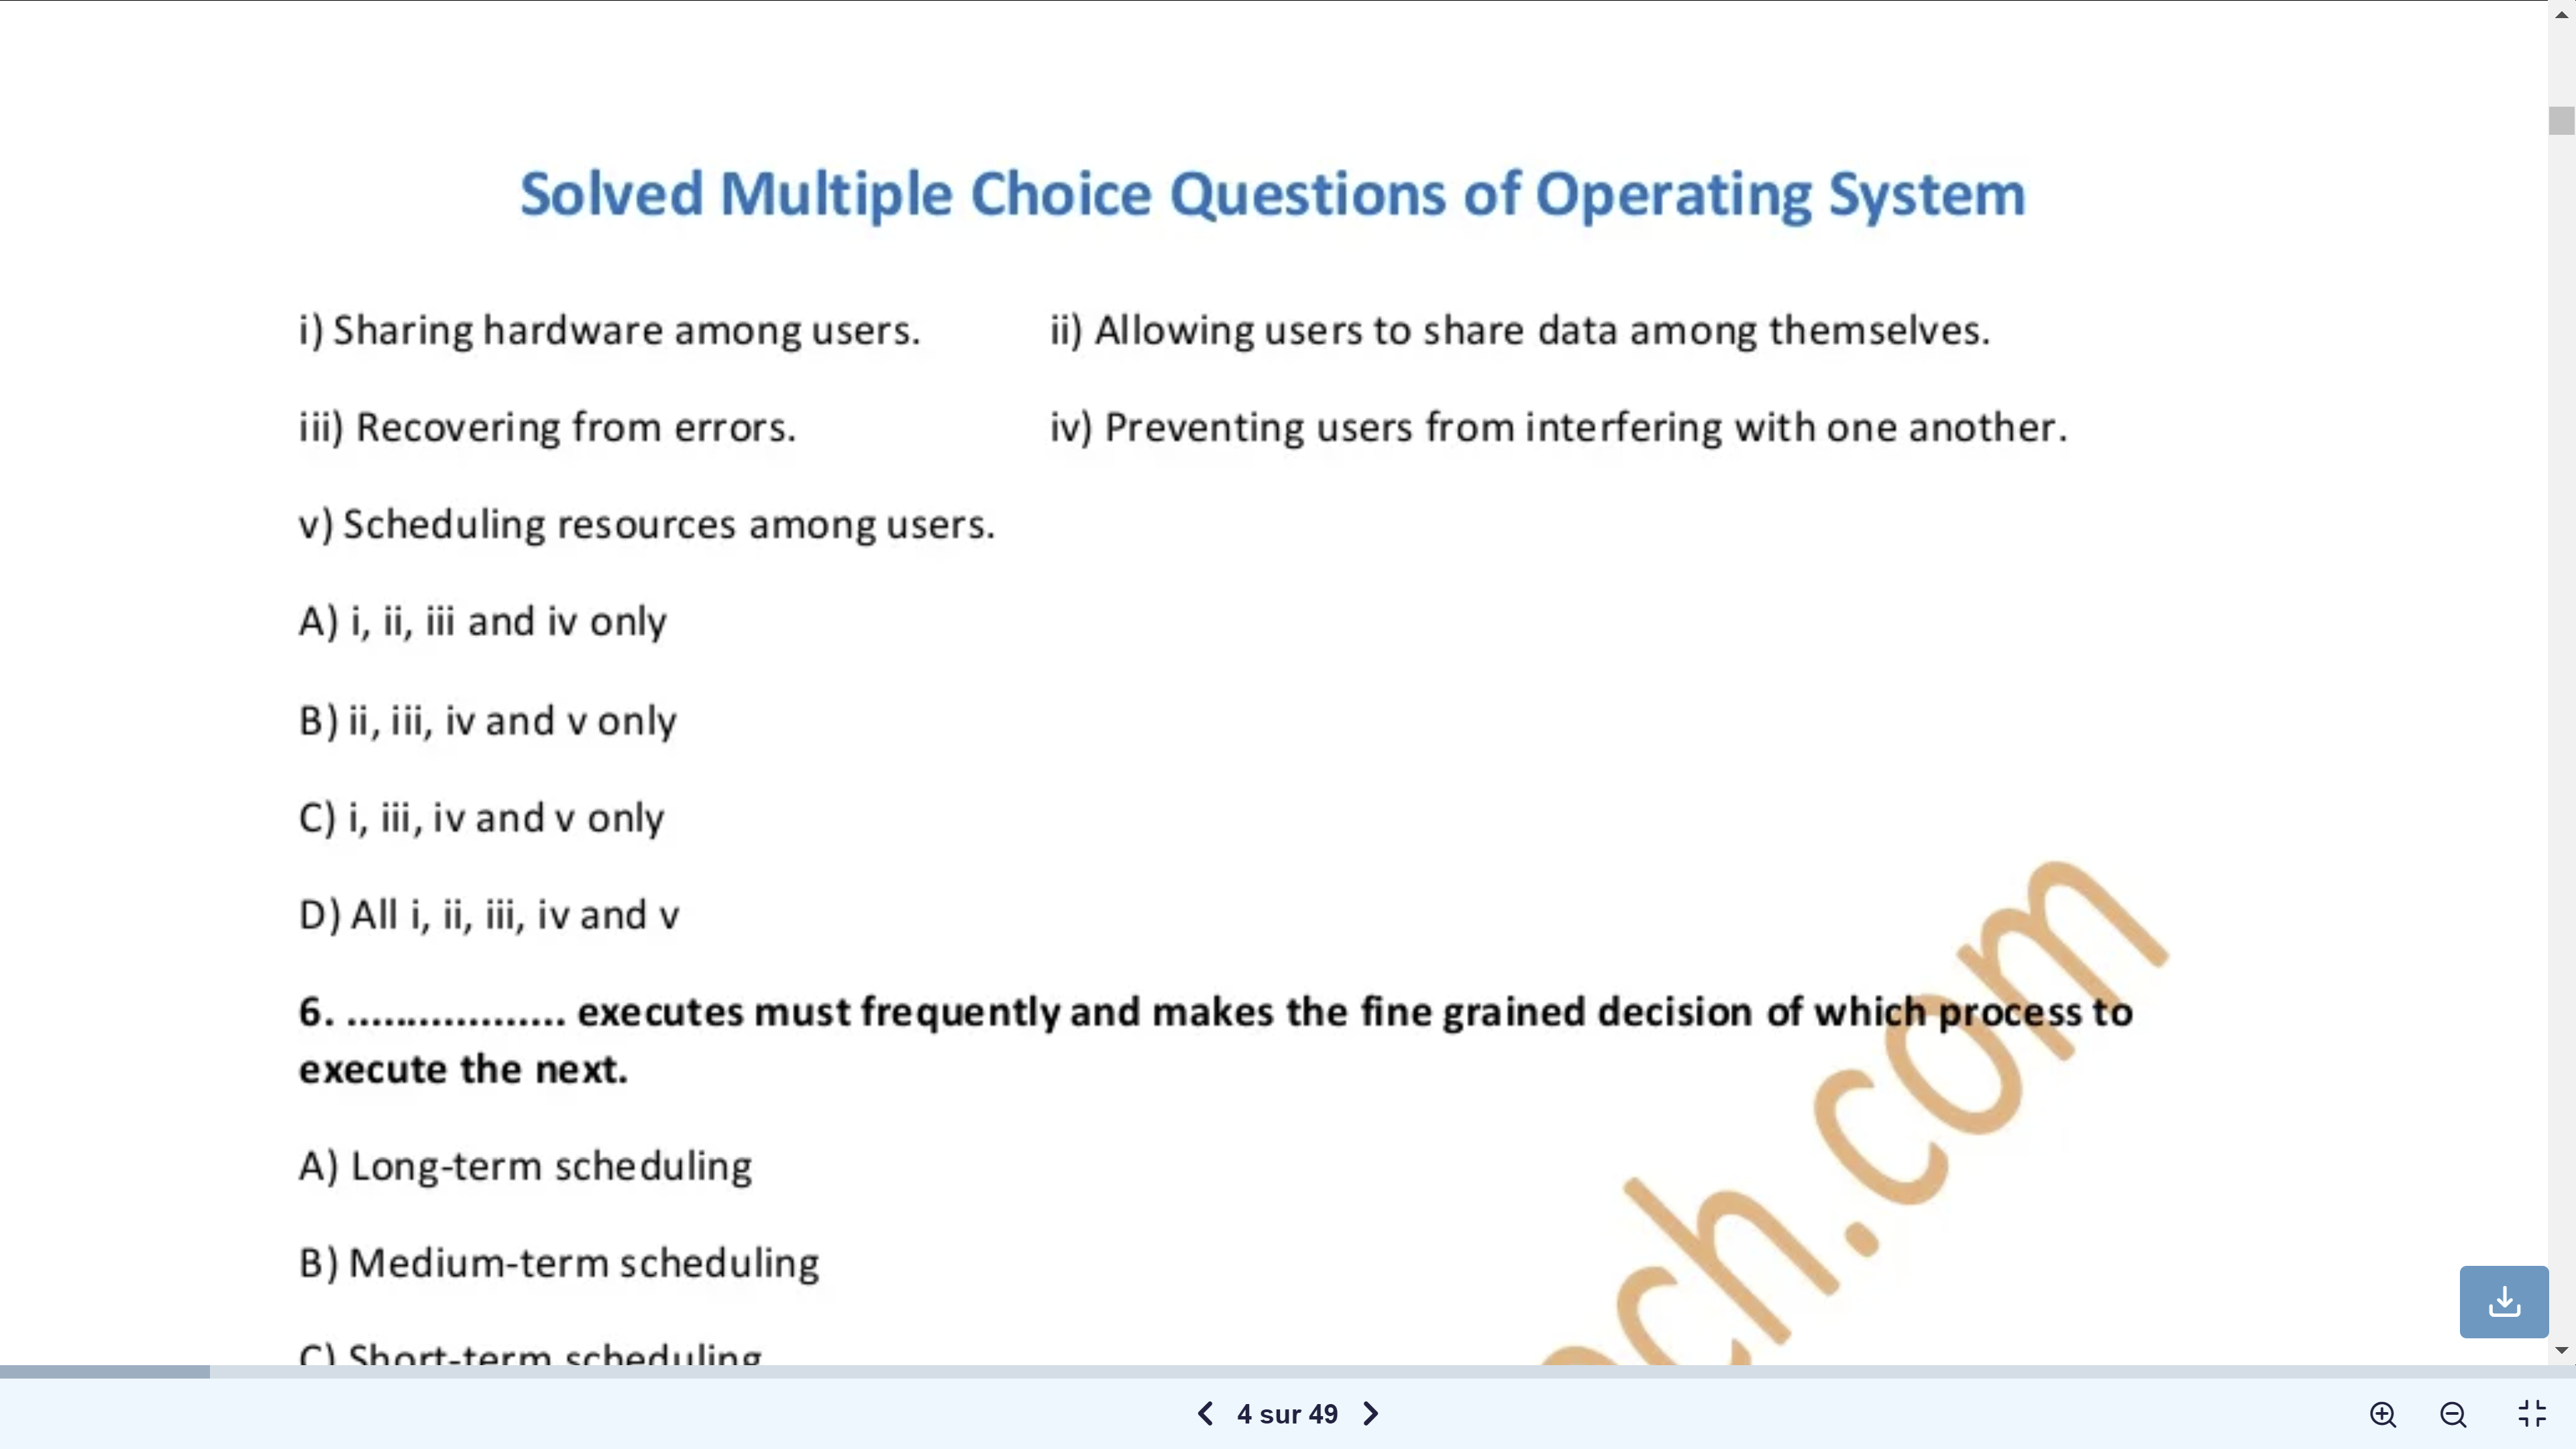 Solved Multiple Choice Questions of Operating System
i) Sharing hardware among users. ii) Allowing users to share data among themselves.
iii) Recovering from errors. iv) Preventing users from interfering with one another.
v) Scheduling resources among users.
A) i, ii, iii and iv only
B) ii, iii, iv and v only
C) i, iii, iv and v only
D) All i, ii, iii, iv and v
6. .................. executes must frequently and makes the fine grained decision of which process to
execute the next.
A) Long-term scheduling
B) Medium-term scheduling
C) Short-term scheduling
ch.com
4 sur 49